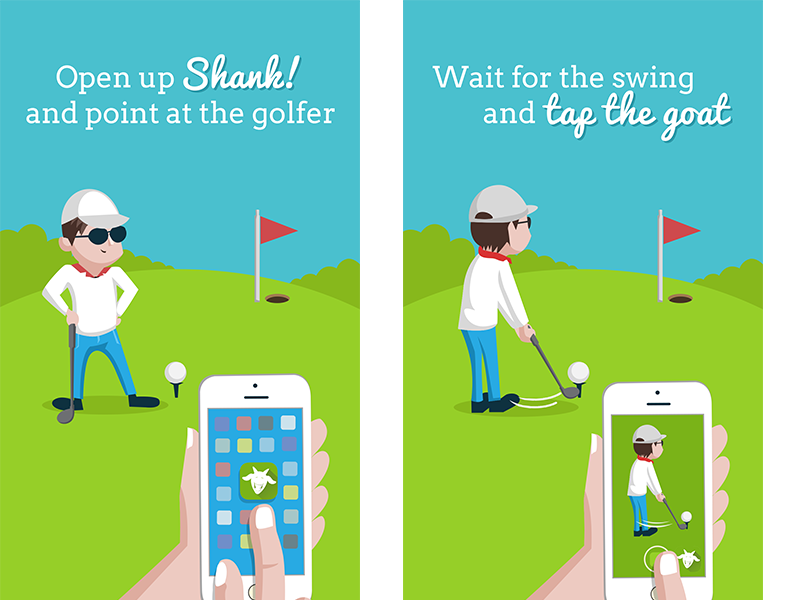 Open up Shank!
and point at the golfer
Wait for the swing
and tap the goat